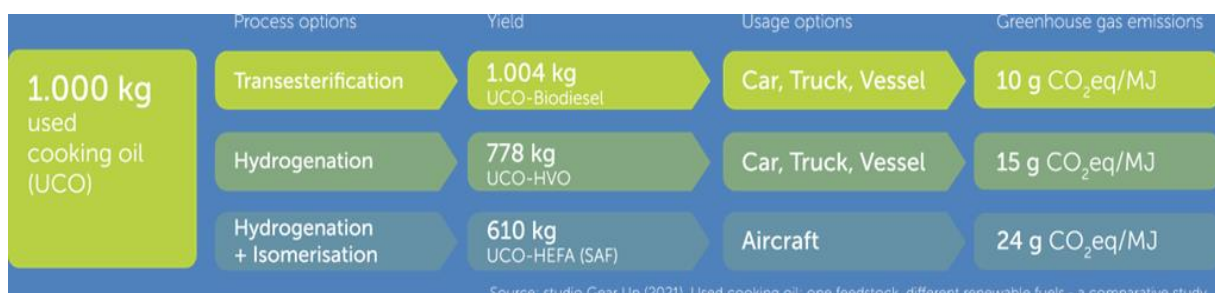 Process options
Yield
Usage options
Greenhouse gas emissions
1.000 kg
used
cooking oil
(UCO)
Transesterification
1.004 kg
UCO-Biodiesel
Car, Truck, Vessel
10 g CO₂eq/MJ
Hydrogenation
778 kg
UCO-HVO
Car, Truck, Vessel
15 g CO₂eq/MJ
Hydrogenation
+ Isomerisation
610 kg
UCO-HEFA (SAF)
Aircraft
24 g CO₂eq/MJ
Source: studio Gear Up (2021), Used cooking oil: one feedstock, different renewable fuels - a comparative study